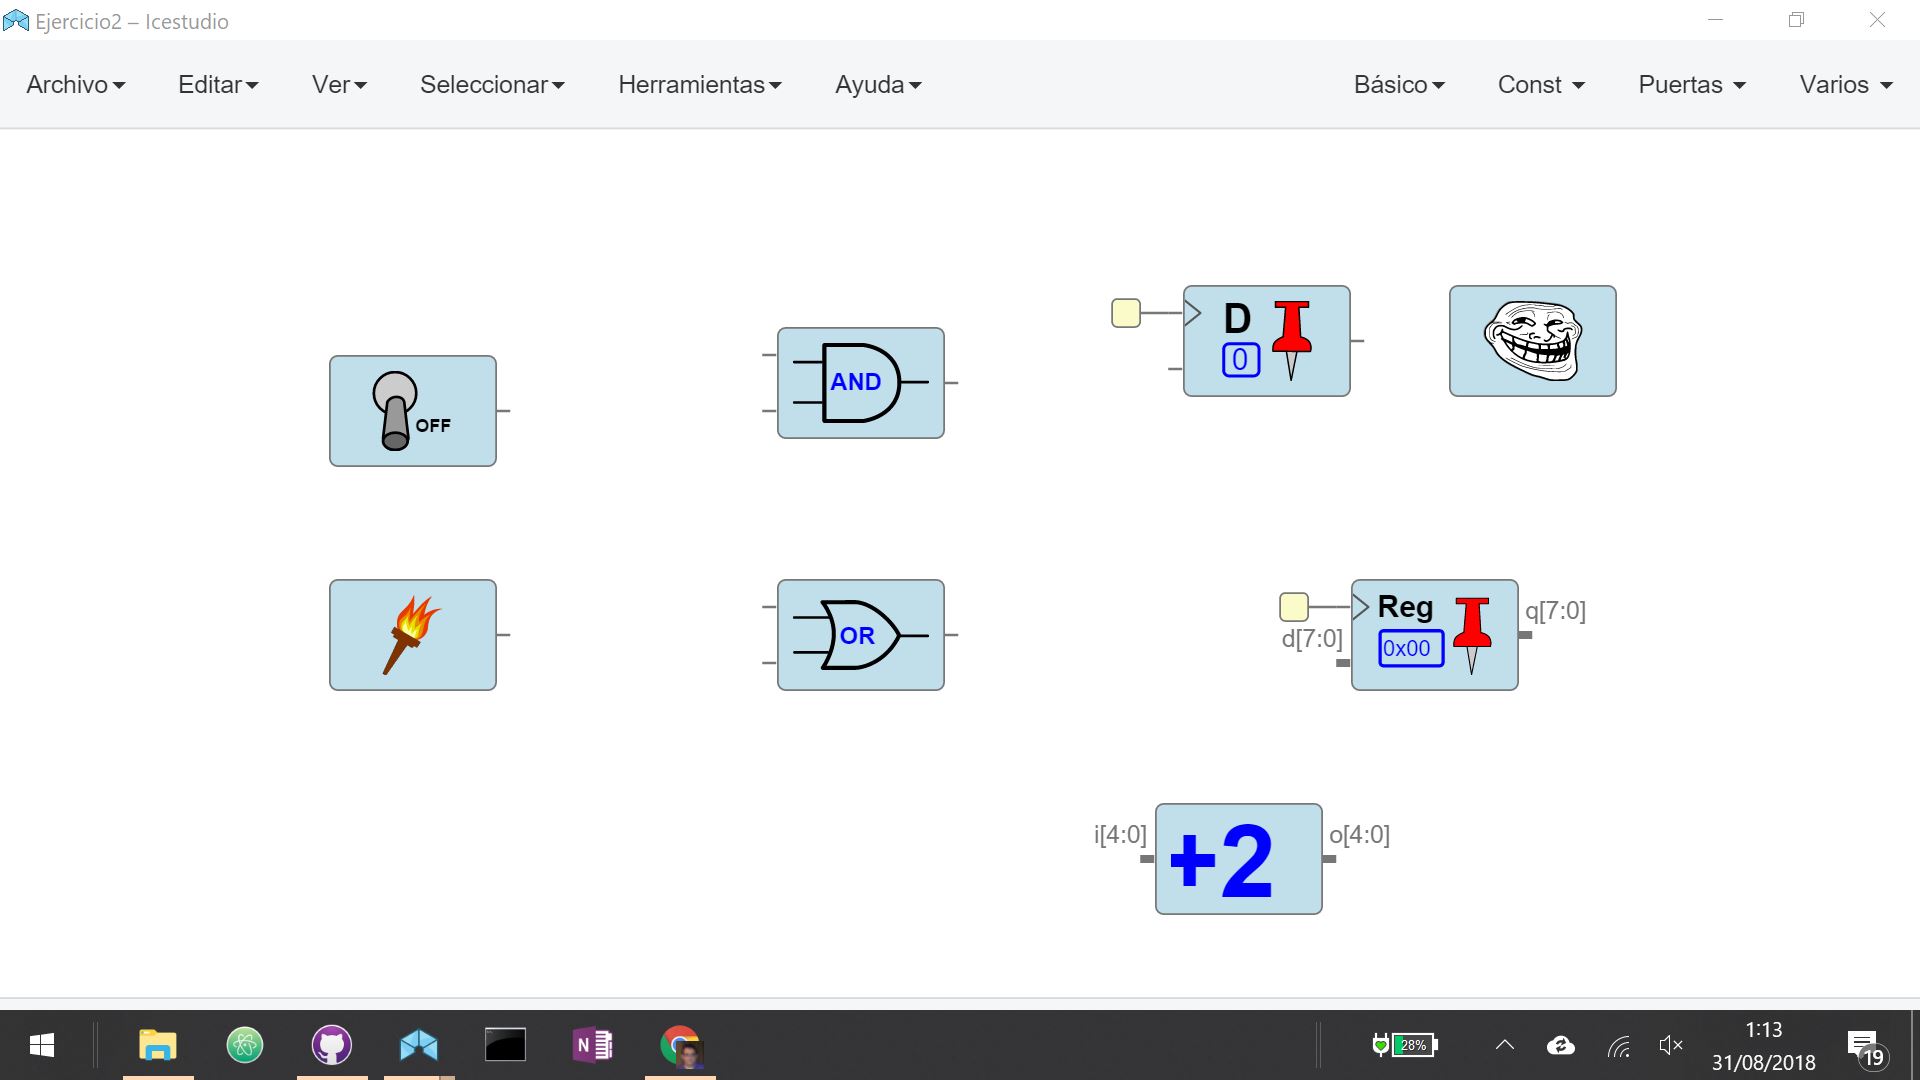 Ejercicio2 – Icestudio
Archivo Editar Ver Seleccionar Herramientas Ayuda Básico Const Puertas Varios
D
0
AND
OFF
Reg
q[7:0]
d[7:0]
0x00
OR
i[4:0]
+2
o[4:0]
N
28%
1:13
31/08/2018
19